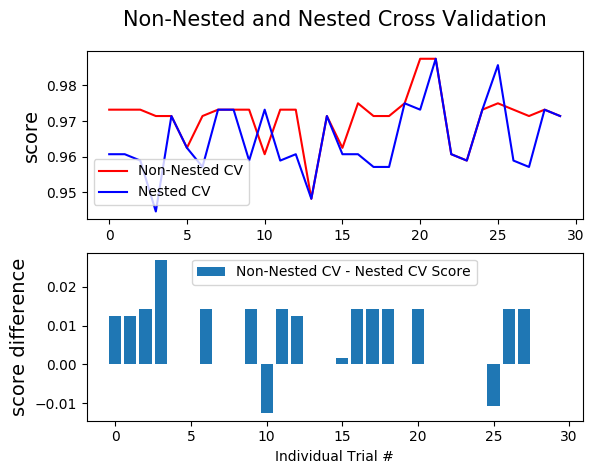 Non-Nested and Nested Cross Validation
score
0.98
0.97
0.96
0.95
Non-Nested CV
Nested CV
0 5 10 15 20 25 30
score difference
0.02
0.01
0.00
−0.01
Non-Nested CV - Nested CV Score
0 5 10 15 20 25 30
Individual Trial #